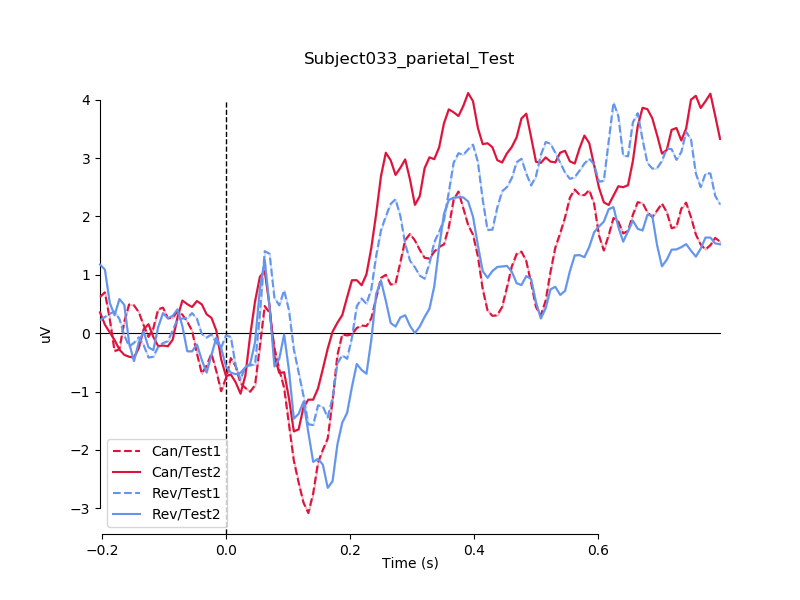 Subject033_parietal_Test
4
3
2
1
0
−1
−2
−3
uV
Can/Test1
Can/Test2
Rev/Test1
Rev/Test2
−0.2 0.0 0.2 0.4 0.6
Time (s)